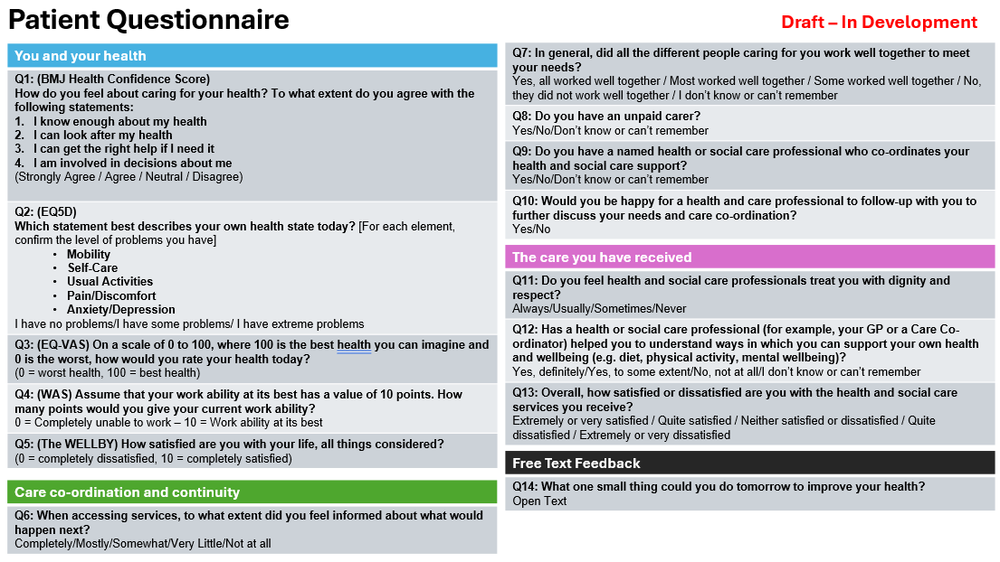 Patient Questionnaire
Draft – In Development
You and your health
Q1: (BMJ Health Confidence Score)
How do you feel about caring for your health? To what extent do you agree with the
following statements:
1. I know enough about my health
2. I can look after my health
3. I can get the right help if I need it
4. I am involved in decisions about me
(Strongly Agree / Agree / Neutral / Disagree)
Q2: (EQ5D)
Which statement best describes your own health state today? [For each element,
confirm the level of problems you have]
• Mobility
• Self-Care
• Usual Activities
• Pain/Discomfort
• Anxiety/Depression
I have no problems/I have some problems/ I have extreme problems
Q3: (EQ-VAS) On a scale of 0 to 100, where 100 is the best health you can imagine and
0 is the worst, how would you rate your health today?
(0 = worst health, 100 = best health)
Q4: (WAS) Assume that your work ability at its best has a value of 10 points. How
many points would you give your current work ability?
0 = Completely unable to work – 10 = Work ability at its best
Q5: (The WELLBY) How satisfied are you with your life, all things considered?
(0 = completely dissatisfied, 10 = completely satisfied)
Care co-ordination and continuity
Q6: When accessing services, to what extent did you feel informed about what would
happen next?
Completely/Mostly/Somewhat/Very Little/Not at all
Q7: In general, did all the different people caring for you work well together to meet
your needs?
Yes, all worked well together / Most worked well together / Some worked well together / No,
they did not work well together / I don't know or can't remember
Q8: Do you have an unpaid carer?
Yes/No/Don't know or can't remember
Q9: Do you have a named health or social care professional who co-ordinates your
health and social care support?
Yes/No/Don't know or can't remember
Q10: Would you be happy for a health and care professional to follow-up with you to
further discuss your needs and care co-ordination?
Yes/No
The care you have received
Q11: Do you feel health and social care professionals treat you with dignity and
respect?
Always/Usually/Sometimes/Never
Q12: Has a health or social care professional (for example, your GP or a Care Co-
ordinator) helped you to understand ways in which you can support your own health
and wellbeing (e.g. diet, physical activity, mental wellbeing)?
Yes, definitely/Yes, to some extent/No, not at all/I don't know or can't remember
Q13: Overall, how satisfied or dissatisfied are you with the health and social care
services you receive?
Extremely or very satisfied / Quite satisfied / Neither satisfied or dissatisfied / Quite
dissatisfied / Extremely or very dissatisfied
Free Text Feedback
Q14: What one small thing could you do tomorrow to improve your health?
Open Text